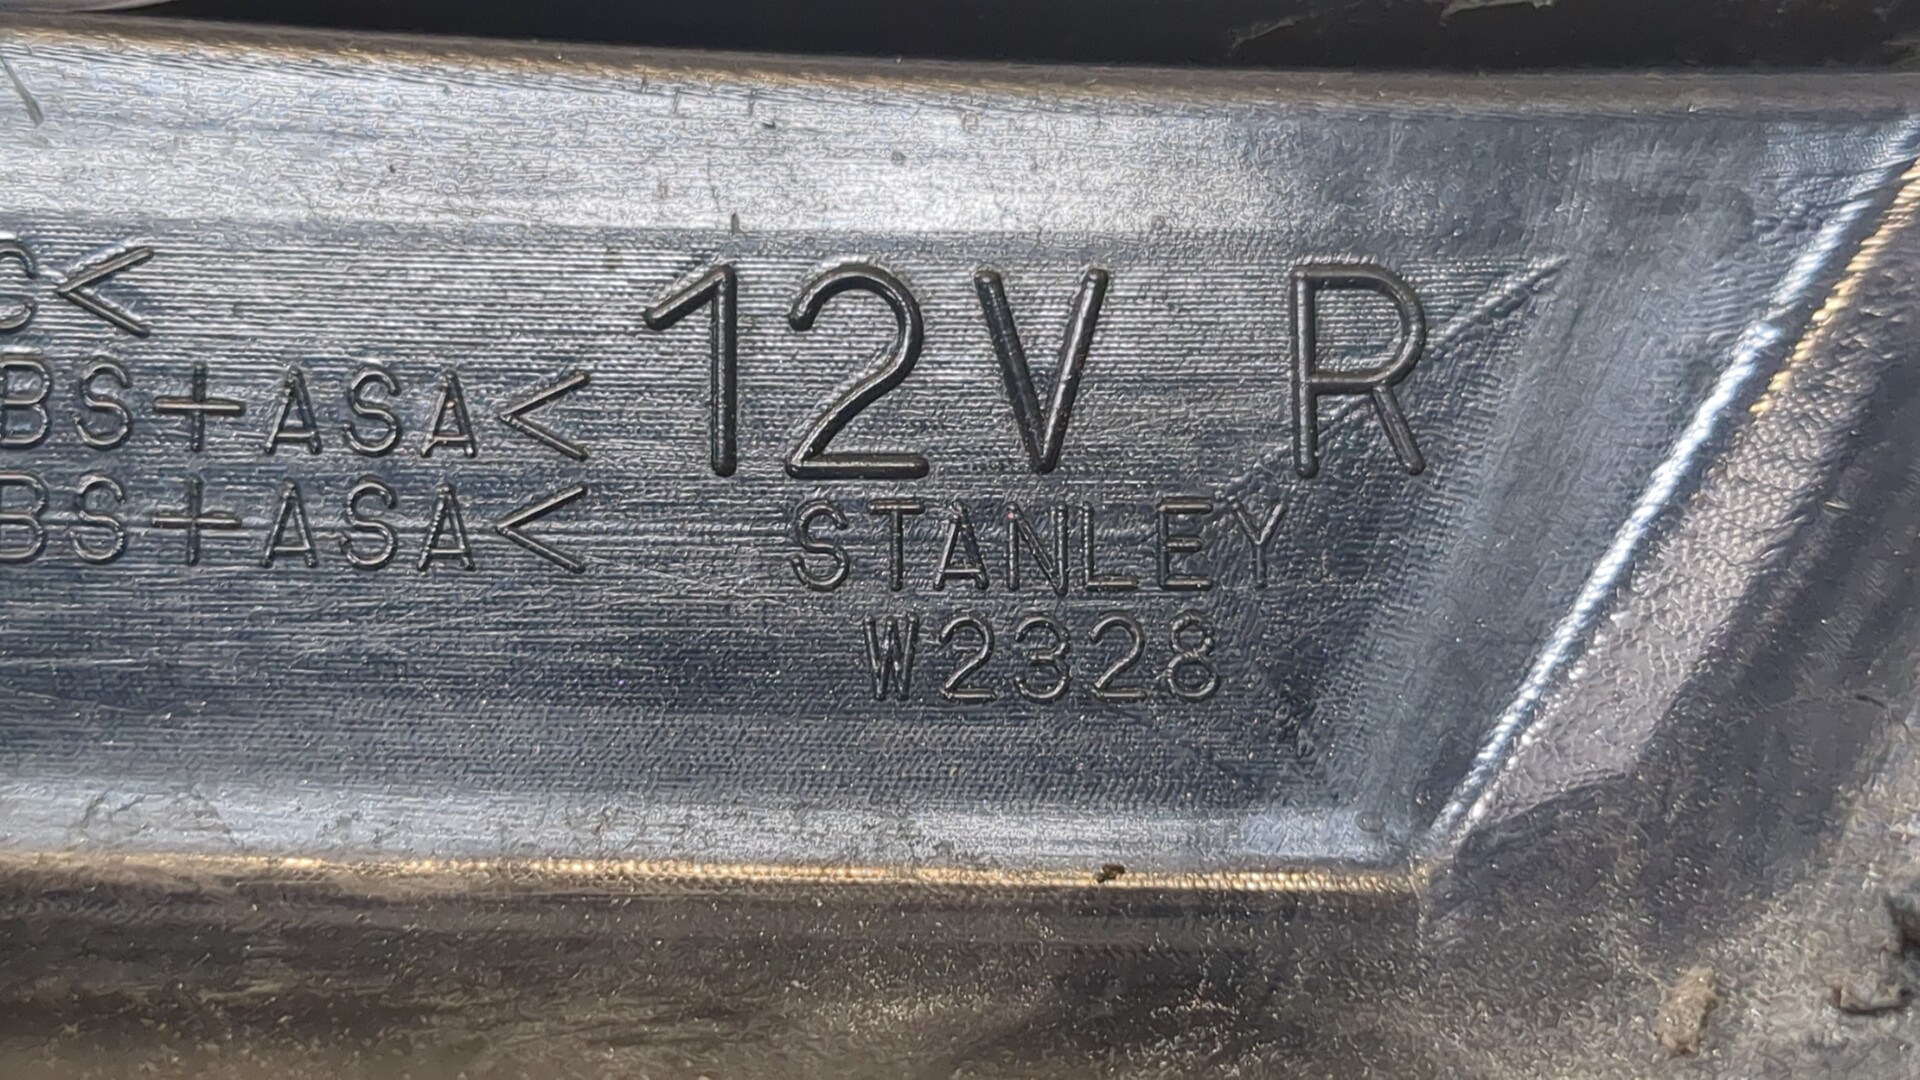 C<
BS+ASA< 12V R
BS+ASA< STANLEY
W2328